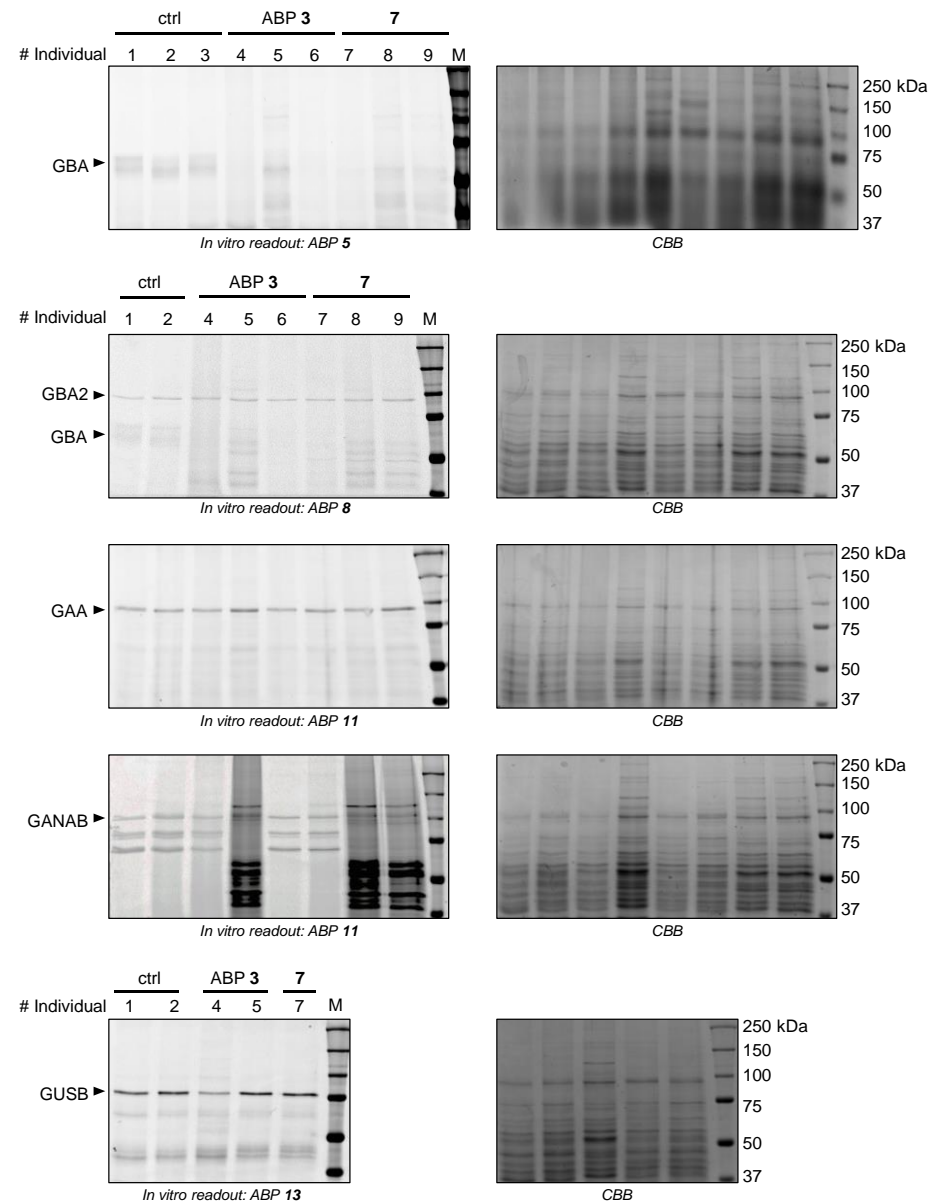 ctrl ABP 3 7
# Individual 1 2 3 4 5 6 7 8 9 M
GBA
250 kDa
150
100
75
50
37
In vitro readout: ABP 5 CBB
ctrl ABP 3 7
# Individual 1 2 4 5 6 7 8 9 M
GBA2
GBA
250 kDa
150
100
75
50
37
In vitro readout: ABP 8 CBB
GAA
250 kDa
150
100
75
50
37
In vitro readout: ABP 11 CBB
GANAB
250 kDa
150
100
75
50
37
In vitro readout: ABP 11 CBB
ctrl ABP 3 7
# Individual 1 2 4 5 7 M
GUSB
250 kDa
150
100
75
50
37
In vitro readout: ABP 13 CBB